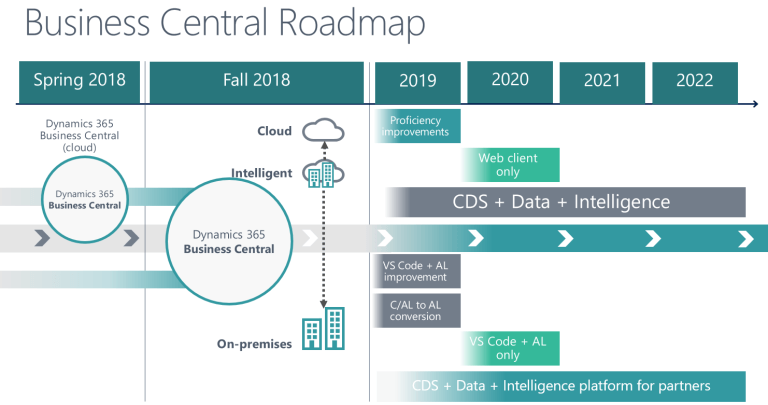 Business Central Roadmap
Spring 2018
Fall 2018
2019
2020
2021
2022
Dynamics 365
Business Central
(cloud)
Dynamics 365
Business Central
Dynamics 365
Business Central
Cloud
Intelligent
On-premises
Proficiency
improvements
Web client
only
CDS + Data + Intelligence
VS Code + AL
improvement
C/AL to AL
conversion
VS Code + AL
only
CDS + Data + Intelligence platform for partners